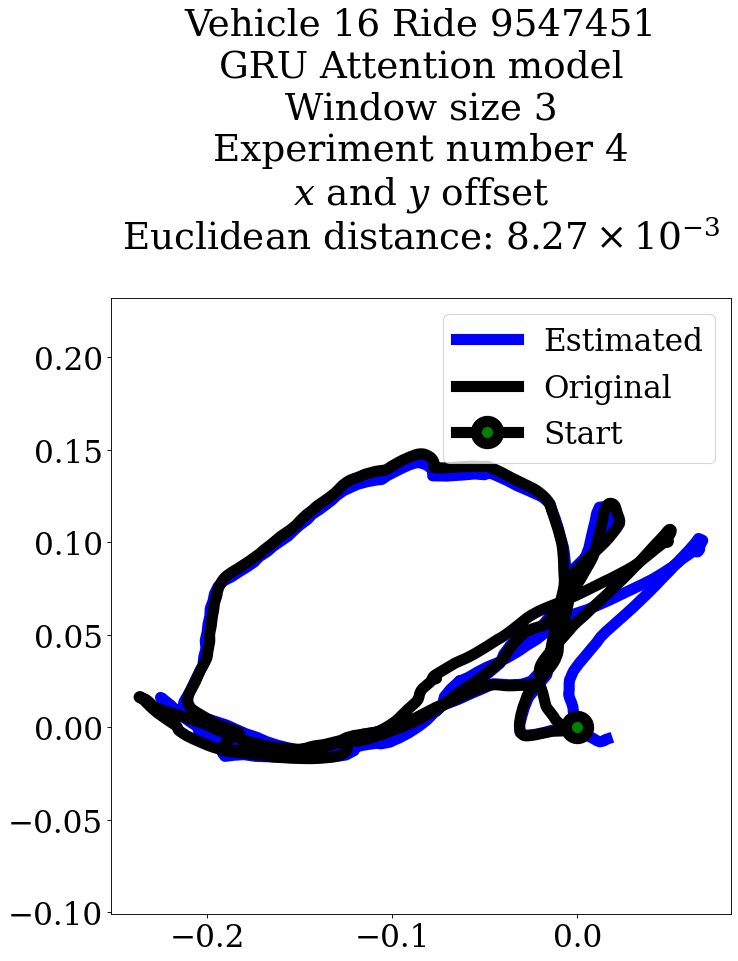 Vehicle 16 Ride 9547451
GRU Attention model
Window size 3
Experiment number 4
x and y offset
Euclidean distance: 8.27 × 10⁻³
Estimated
Original
Start
0.20
0.15
0.10
0.05
0.00
−0.05
−0.10
−0.2
−0.1
0.0